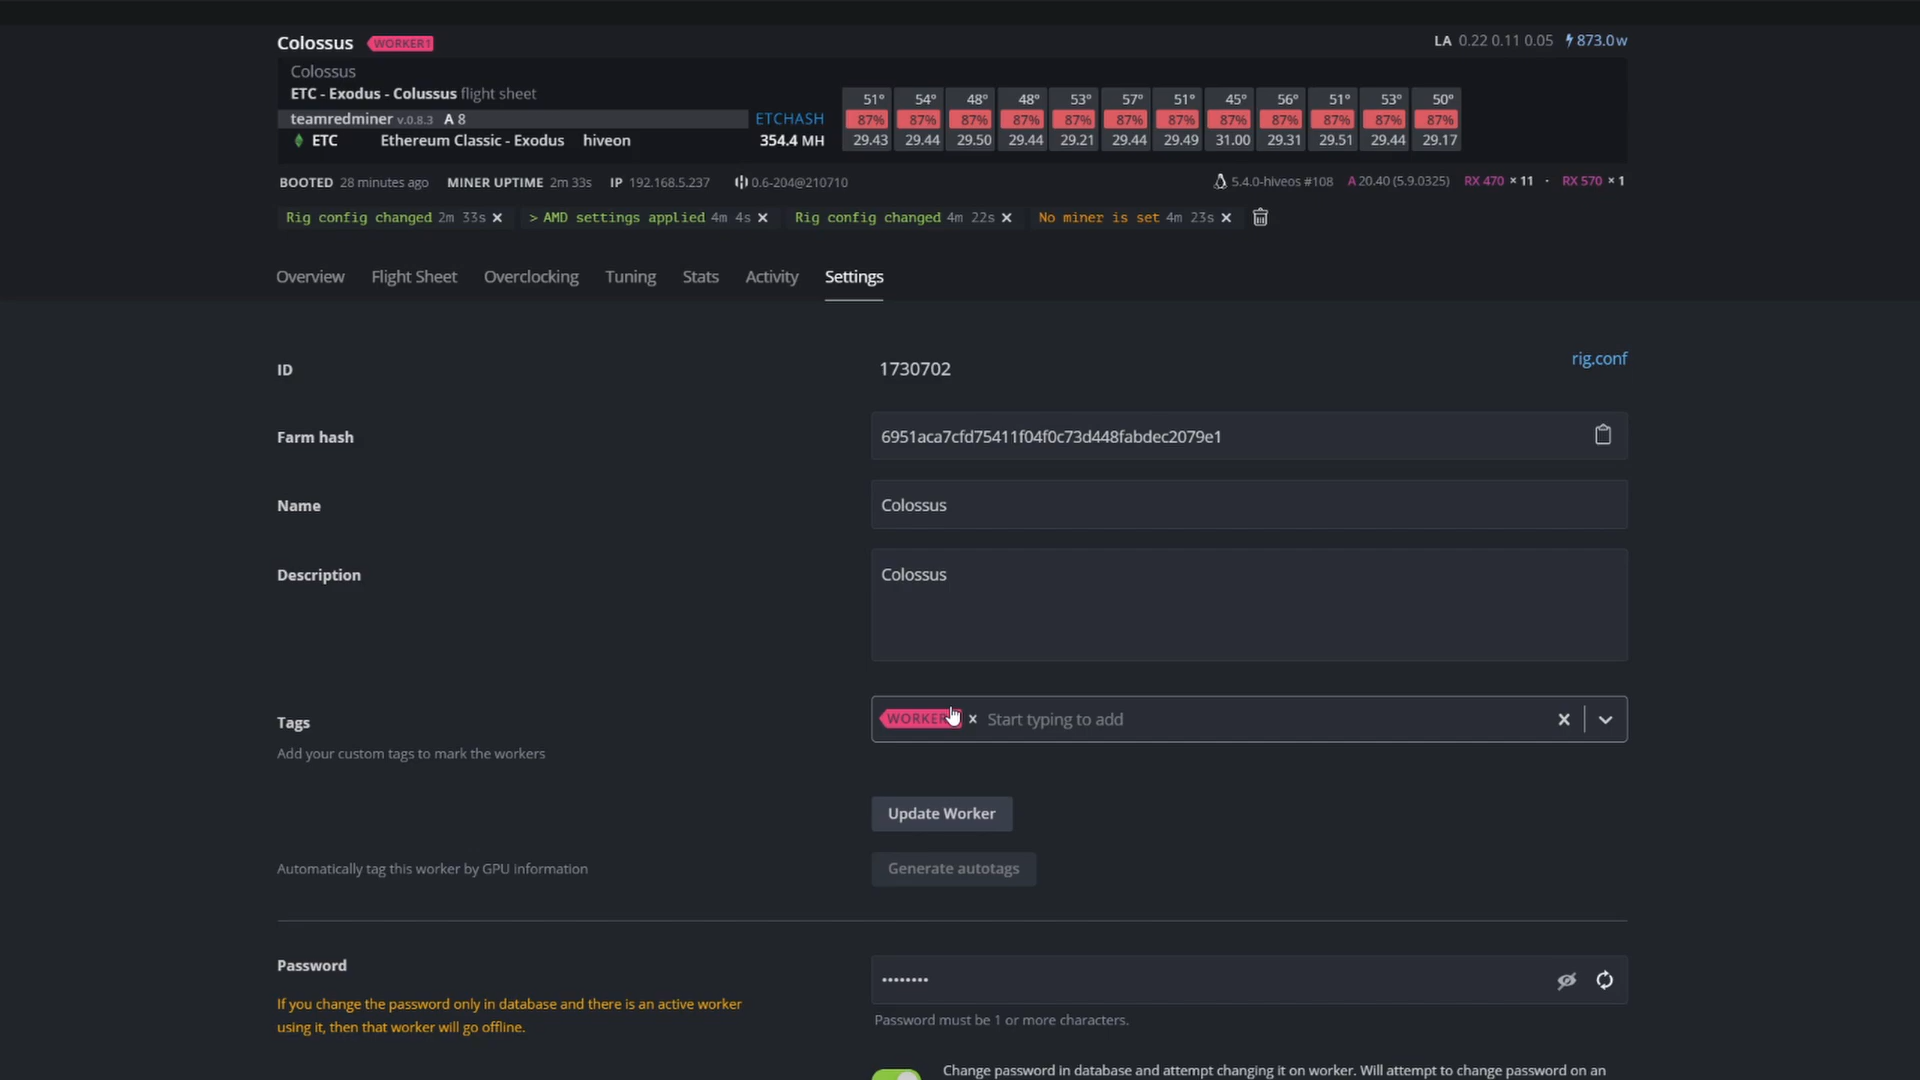 Colossus WORKER1 LA 0.22 0.11 0.05 873.0 w
Colossus
ETC - Exodus - Colussus flight sheet
51° 54° 48° 48° 53° 57° 51° 45° 56° 51° 53° 50°
teamredminer v.0.8.3 A 8 ETCHASH 87% 87% 87% 87% 87% 87% 87% 87% 87% 87% 87% 87%
ETC Ethereum Classic - Exodus hiveon 354.4 MH 29.43 29.44 29.50 29.44 29.21 29.44 29.49 31.00 29.31 29.51 29.44 29.17
BOOTED 28 minutes ago MINER UPTIME 2m 33s IP 192.168.5.237 0.6-204@210710 5.4.0-hiveos #108 A 20.40 (5.9.0325) RX 470 × 11 · RX 570 × 1
Rig config changed 2m 33s × > AMD settings applied 4m 4s × Rig config changed 4m 22s × No miner is set 4m 23s ×
Overview Flight Sheet Overclocking Tuning Stats Activity Settings
ID 1730702 rig.conf
Farm hash 6951aca7cfd75411f04f0c73d448fabdec2079e1
Name Colossus
Description Colossus
Tags WORKER × Start typing to add ×
Add your custom tags to mark the workers
Update Worker
Automatically tag this worker by GPU information Generate autotags
Password ••••••••
If you change the password only in database and there is an active worker
using it, then that worker will go offline.
Password must be 1 or more characters.
Change password in database and attempt changing it on worker. Will attempt to change password on an